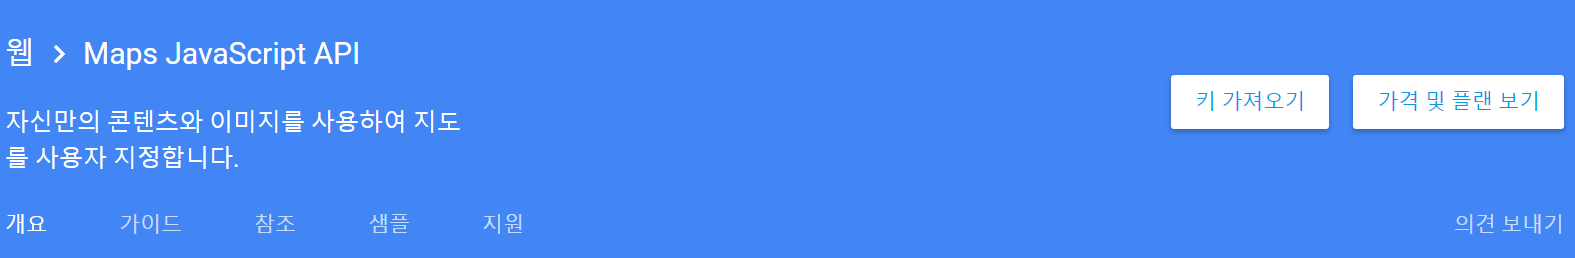 웹 > Maps JavaScript API
키 가져오기 가격 및 플랜 보기
자신만의 콘텐츠와 이미지를 사용하여 지도
를 사용자 지정합니다.
개요 가이드 참조 샘플 지원 의견 보내기